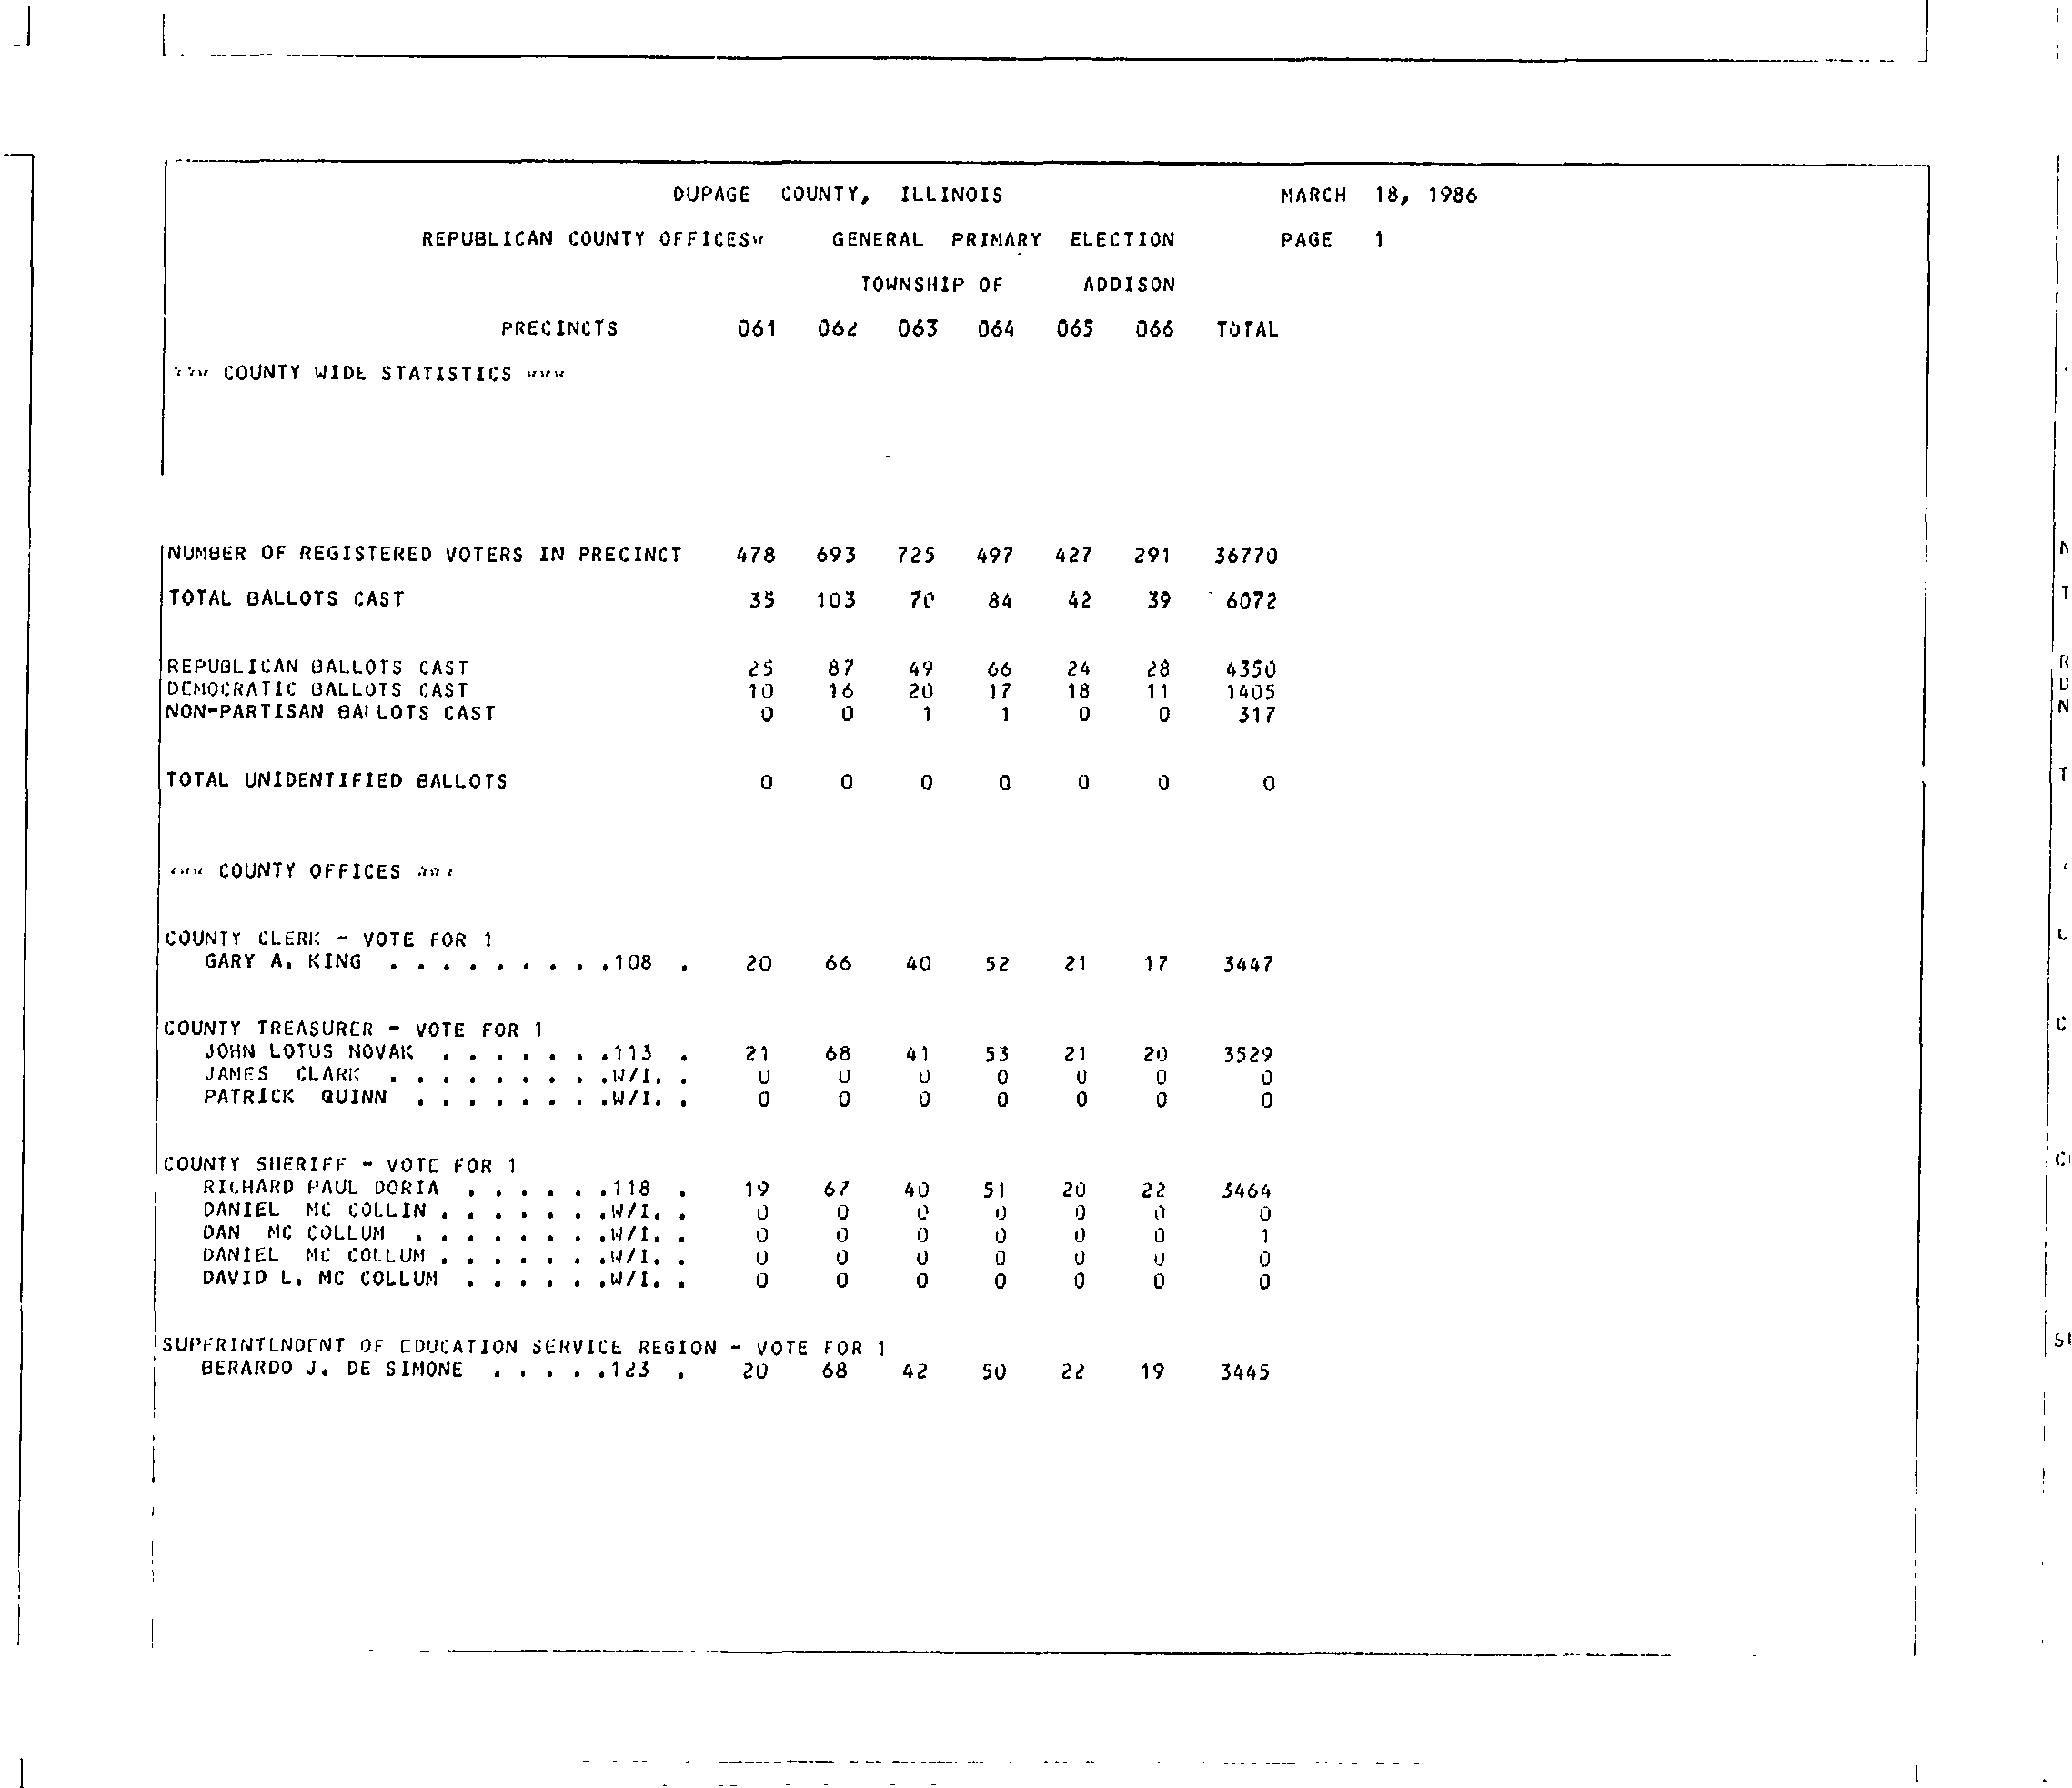 DUPAGE COUNTY, ILLINOIS MARCH 18, 1986
REPUBLICAN COUNTY OFFICES* GENERAL PRIMARY ELECTION PAGE 1
TOWNSHIP OF ADDISON
PRECINCTS 061 062 063 064 065 066 TOTAL
*** COUNTY WIDE STATISTICS ***
NUMBER OF REGISTERED VOTERS IN PRECINCT 478 693 725 497 427 291 36770
TOTAL BALLOTS CAST 35 103 70 84 42 39 6072
REPUBLICAN BALLOTS CAST 25 87 49 66 24 28 4350
DEMOCRATIC BALLOTS CAST 10 16 20 17 18 11 1405
NON-PARTISAN BALLOTS CAST 0 0 1 1 0 0 317
TOTAL UNIDENTIFIED BALLOTS 0 0 0 0 0 0 0
*** COUNTY OFFICES ***
COUNTY CLERK - VOTE FOR 1
GARY A. KING . . . . . . . . .108 . 20 66 40 52 21 17 3447
COUNTY TREASURER - VOTE FOR 1
JOHN LOTUS NOVAK . . . . . . .113 . 21 68 41 53 21 20 3529
JAMES CLARK . . . . . . . . .W/I. . 0 0 0 0 0 0 0
PATRICK QUINN . . . . . . . .W/I. . 0 0 0 0 0 0 0
COUNTY SHERIFF - VOTE FOR 1
RICHARD PAUL DORIA . . . . . .118 . 19 67 40 51 20 22 3464
DANIEL MC COLLIN . . . . . . .W/I. . 0 0 0 0 0 0 0
DAN MC COLLUM . . . . . . . .W/I. . 0 0 0 0 0 0 1
DANIEL MC COLLUM . . . . . . .W/I. . 0 0 0 0 0 0 0
DAVID L. MC COLLUM . . . . . .W/I. . 0 0 0 0 0 0 0
SUPERINTENDENT OF EDUCATION SERVICE REGION - VOTE FOR 1
BERARDO J. DE SIMONE . . . . .123 . 20 68 42 50 22 19 3445